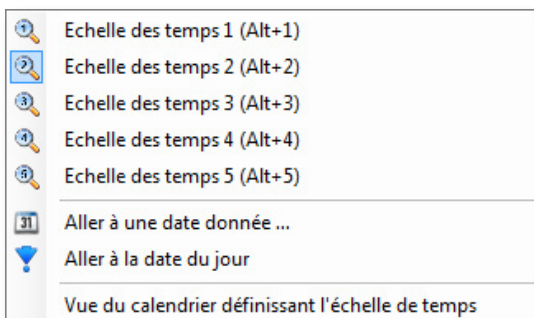 Echelle des temps 1 (Alt+1)
Echelle des temps 2 (Alt+2)
Echelle des temps 3 (Alt+3)
Echelle des temps 4 (Alt+4)
Echelle des temps 5 (Alt+5)
31 Aller à une date donnée ...
Aller à la date du jour
Vue du calendrier définissant l'échelle de temps